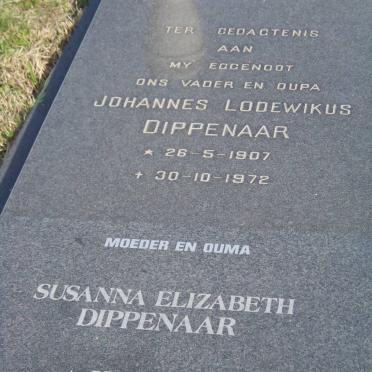 TER GEDAGTENIS
AAN
MY EGGENOOT
ONS VADER EN OUPA
JOHANNES LODEWIKUS
DIPPENAAR
* 26-5-1907
+ 30-10-1972
MOEDER EN OUMA
SUSANNA ELIZABETH
DIPPENAAR